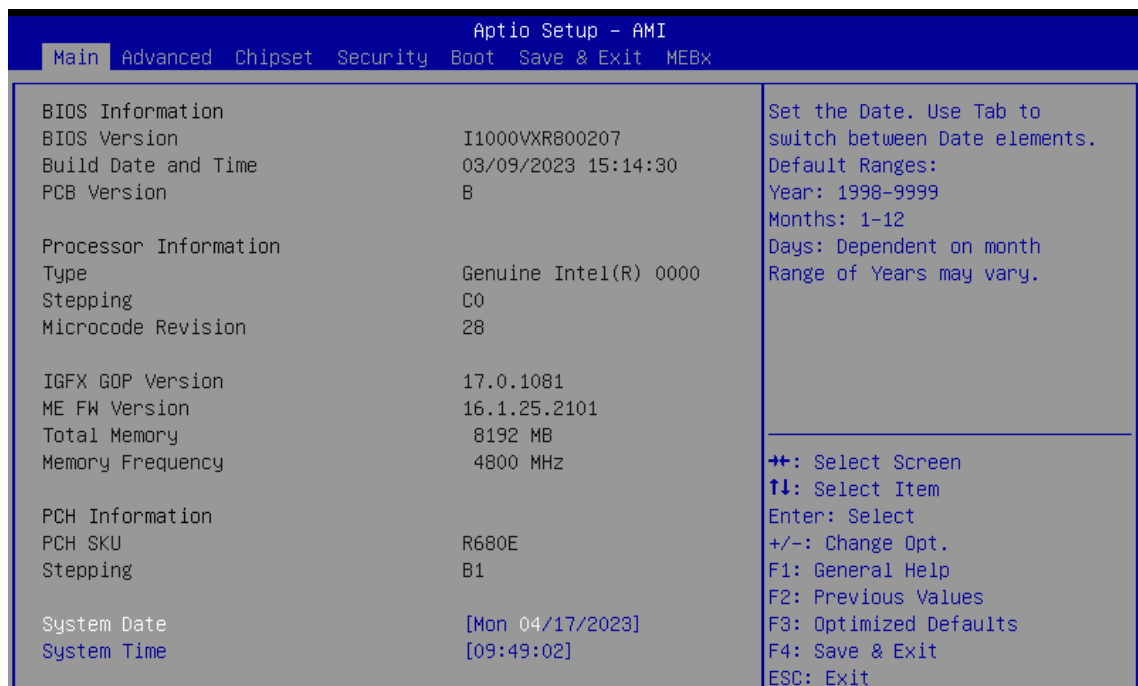 Aptio Setup – AMI
Main Advanced Chipset Security Boot Save & Exit MEBx
BIOS Information
BIOS Version I1000VXR800207
Build Date and Time 03/09/2023 15:14:30
PCB Version B
Processor Information
Type Genuine Intel(R) 0000
Stepping C0
Microcode Revision 28
IGFX GOP Version 17.0.1081
ME FW Version 16.1.25.2101
Total Memory 8192 MB
Memory Frequency 4800 MHz
PCH Information
PCH SKU R680E
Stepping B1
System Date [Mon 04/17/2023]
System Time [09:49:02]
Set the Date. Use Tab to
switch between Date elements.
Default Ranges:
Year: 1998-9999
Months: 1-12
Days: Dependent on month
Range of Years may vary.
→←: Select Screen
↑↓: Select Item
Enter: Select
+/-: Change Opt.
F1: General Help
F2: Previous Values
F3: Optimized Defaults
F4: Save & Exit
ESC: Exit